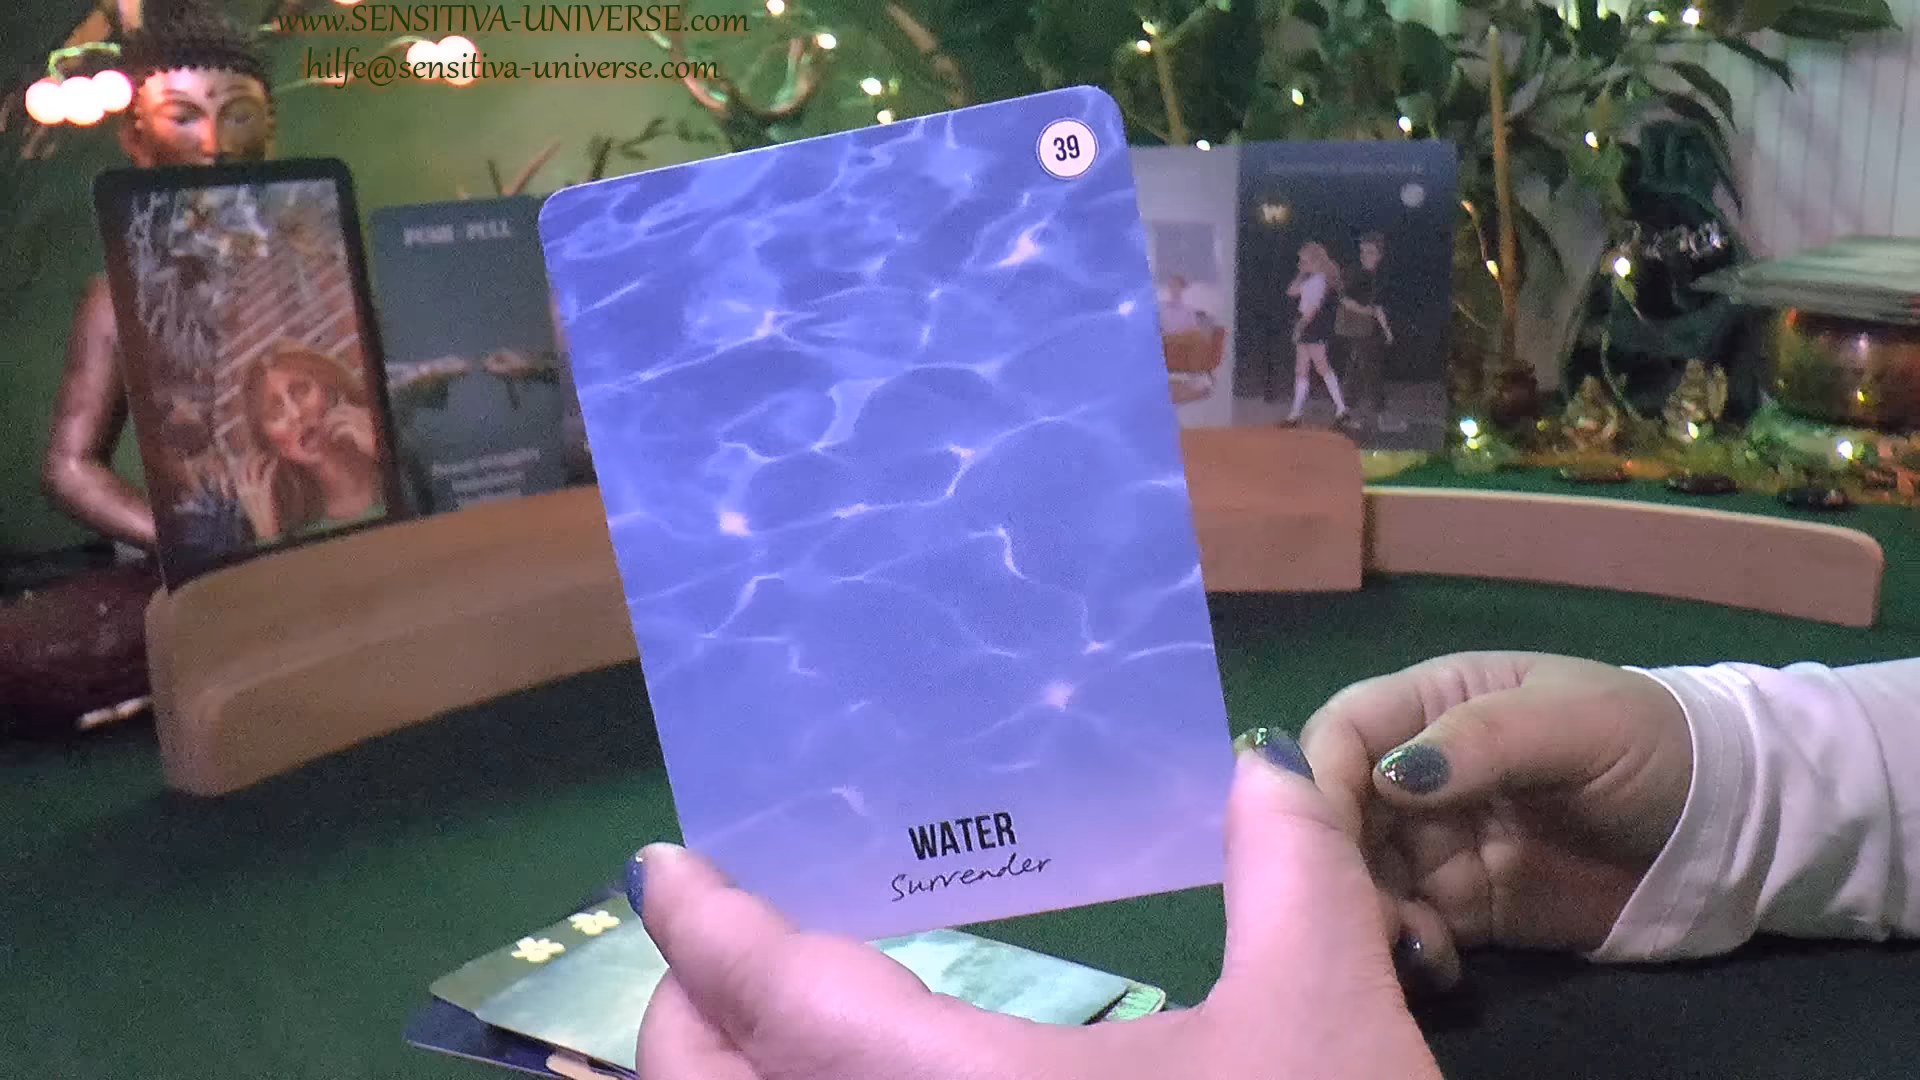 www.SENSITIVA-UNIVERSE.com
hilfe@sensitiva-universe.com
39
PUSH PULL
WATER
Surrender